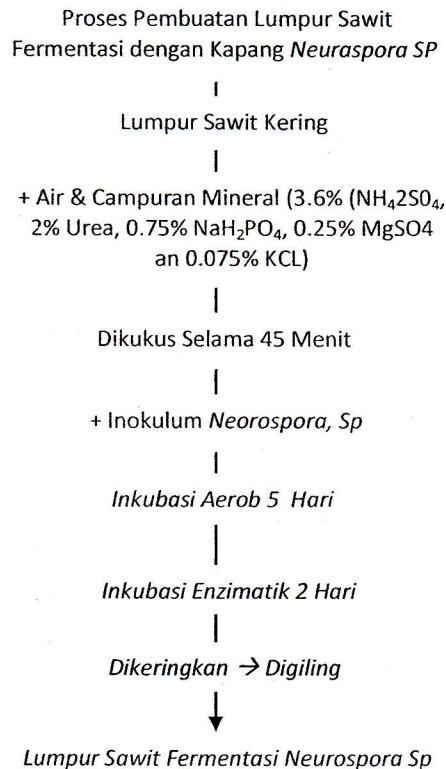 Proses Pembuatan Lumpur Sawit
Fermentasi dengan Kapang Neuraspora SP
Lumpur Sawit Kering
+ Air & Campuran Mineral (3.6% (NH₄2S0₄,
2% Urea, 0.75% NaH₂PO₄, 0.25% MgSO4
an 0.075% KCL)
Dikukus Selama 45 Menit
+ Inokulum Neorospora, Sp
Inkubasi Aerob 5 Hari
Inkubasi Enzimatik 2 Hari
Dikeringkan → Digiling
Lumpur Sawit Fermentasi Neurospora Sp